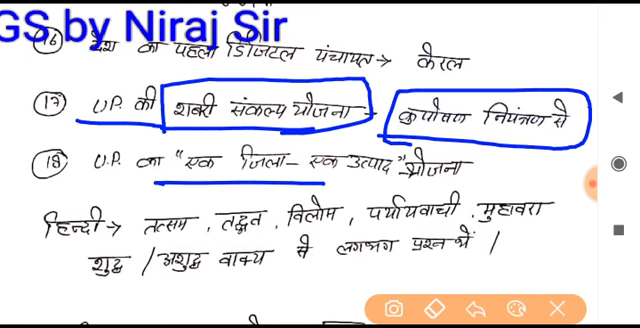 GS by Niraj Sir
(16) देश का पहला डिजिटल पंचायत → केरल
(17) U.P. की शबरी संकल्प योजना - कुपोषण नियंत्रण से
(18) U.P. का "एक जिला - एक उत्पाद" योजना
हिन्दी → तत्सम, तद्भव, विलोम, पर्यायवाची, मुहावरा
शुद्ध / अशुद्ध वाक्य से लगभग प्रश्न थें /